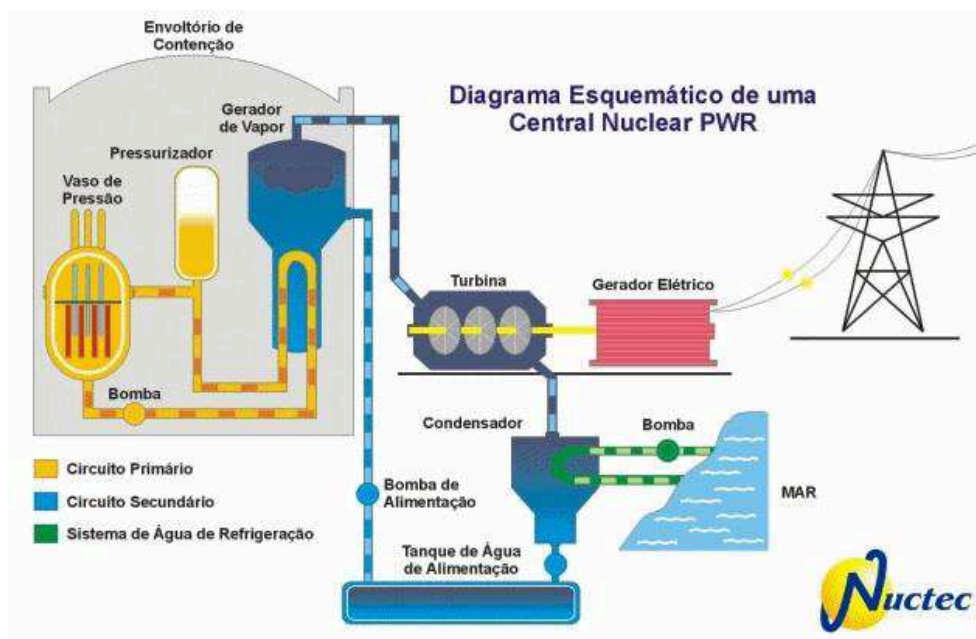 Envoltório de
Contenção
Diagrama Esquemático de uma
Central Nuclear PWR
Gerador
de Vapor
Pressurizador
Vaso de
Pressão
Turbina
Gerador Elétrico
Bomba
Condensador
Bomba
Circuito Primário
Circuito Secundário
Sistema de Água de Refrigeração
Bomba de
Alimentação
MAR
Tanque de Água
de Alimentação
Nuctec